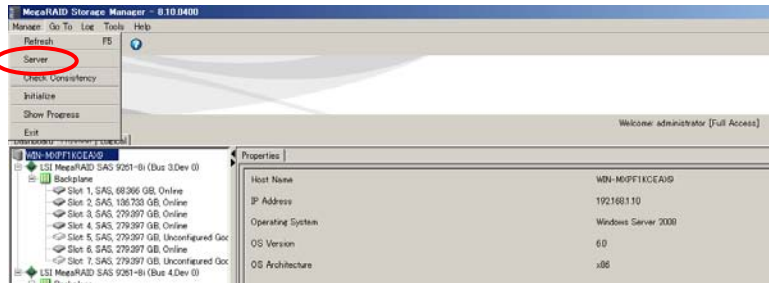 MegaRAID Storage Manager - 8.10.0400
Manage Go To Log Tools Help
Refresh F5
Server
Check Consistency
Initialize
Show Progress
Exit
Welcome: administrator [Full Access]
Dashboard Physical Logical
WIN-MXPF1KCEAX9
LSI MegaRAID SAS 9261-8i (Bus 3,Dev 0)
Backplane
Slot 1, SAS, 68.366 GB, Online
Slot 2, SAS, 136.733 GB, Online
Slot 3, SAS, 279.397 GB, Online
Slot 4, SAS, 279.397 GB, Online
Slot 5, SAS, 279.397 GB, Unconfigured Goo
Slot 6, SAS, 279.397 GB, Online
Slot 7, SAS, 279.397 GB, Unconfigured Goo
LSI MegaRAID SAS 9261-8i (Bus 4,Dev 0)
Backplane
Properties
Host Name WIN-MXPF1KCEAX9
IP Address 192.168.1.10
Operating System Windows Server 2008
OS Version 6.0
OS Architecture x86